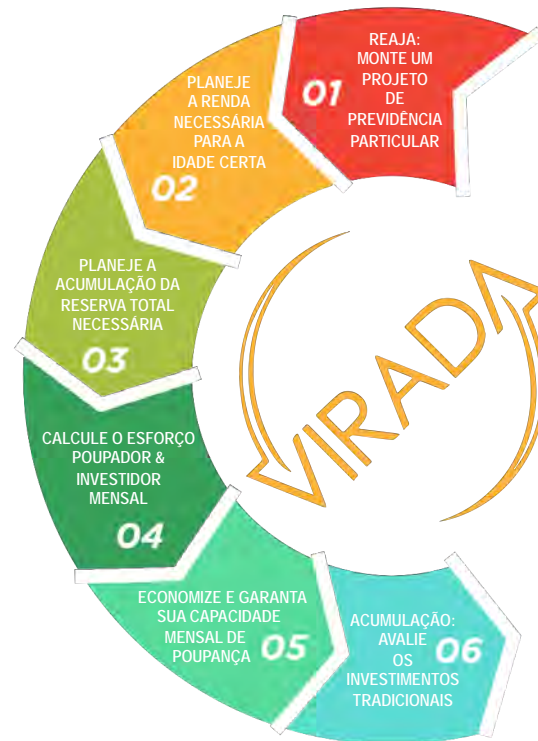 REAJA:
MONTE UM
PROJETO
DE
PREVIDÊNCIA
PARTICULAR
01
PLANEJE
A RENDA
NECESSÁRIA
PARA A
IDADE CERTA
02
PLANEJE A
ACUMULAÇÃO DA
RESERVA TOTAL
NECESSÁRIA
03
CALCULE O ESFORÇO
POUPADOR &
INVESTIDOR
MENSAL
04
ECONOMIZE E GARANTA
SUA CAPACIDADE
MENSAL DE
POUPANÇA
05
ACUMULAÇÃO:
AVALIE
OS
INVESTIMENTOS
TRADICIONAIS
06
VIRADA